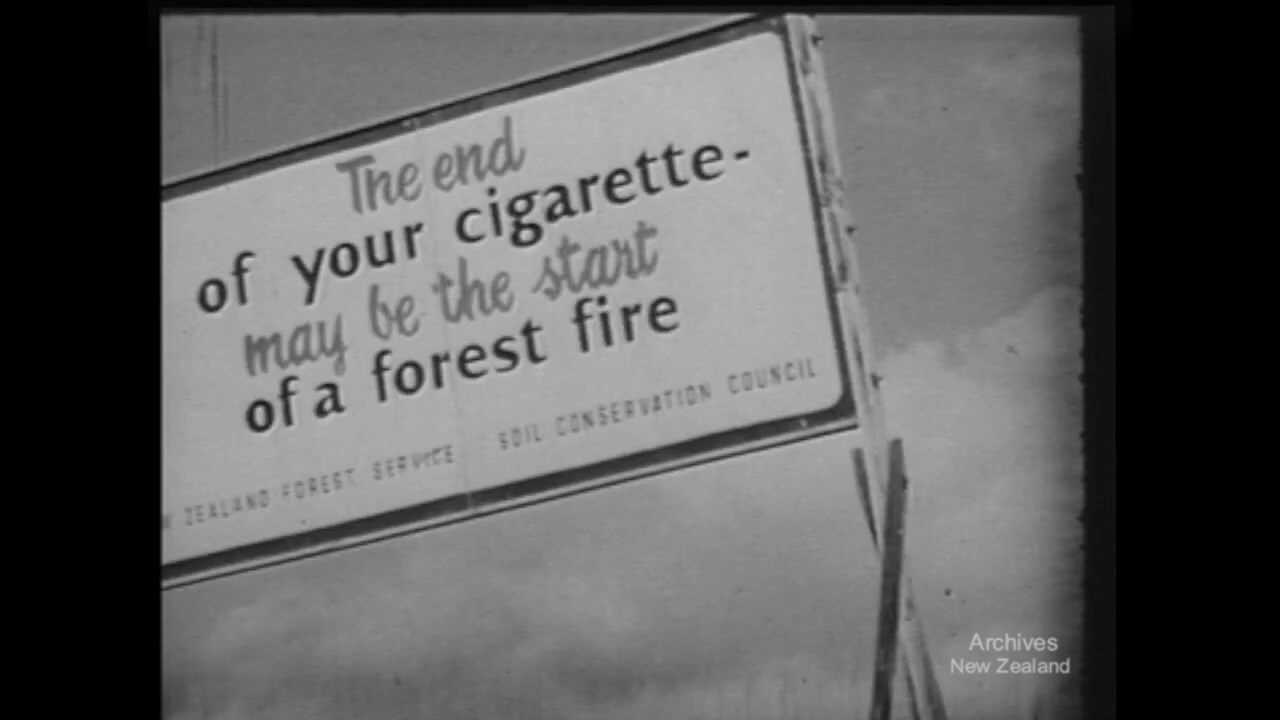 The end
of your cigarette-
may be the start
of a forest fire
W ZEALAND FOREST SERVICE SOIL CONSERVATION COUNCIL
Archives
New Zealand